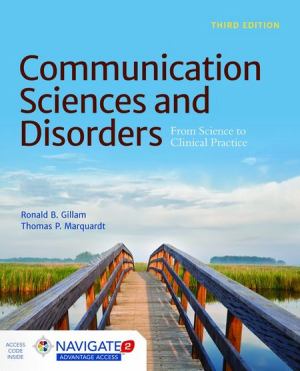 THIRD EDITION
Communication
Sciences and
Disorders
From Science to
Clinical Practice
Ronald B. Gillam
Thomas P. Marquardt
ACCESS
CODE
INSIDE
NAVIGATE 2
ADVANTAGE ACCESS